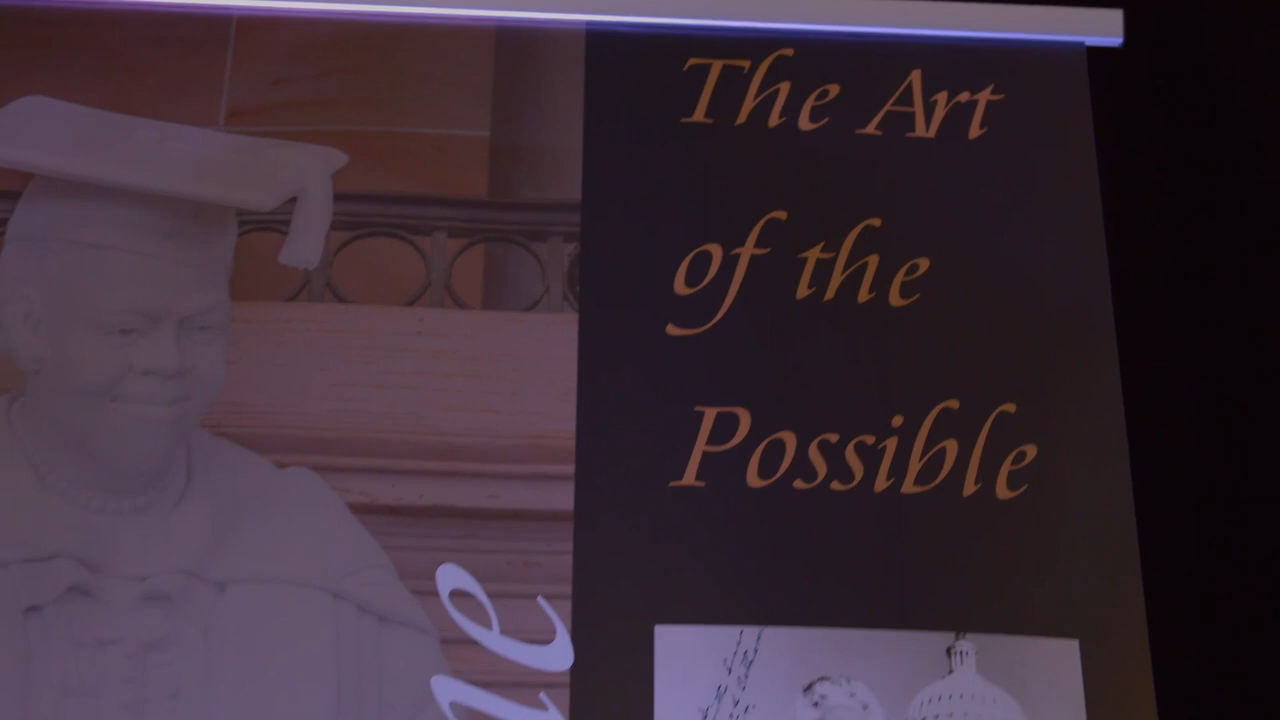 The Art
of the
Possible